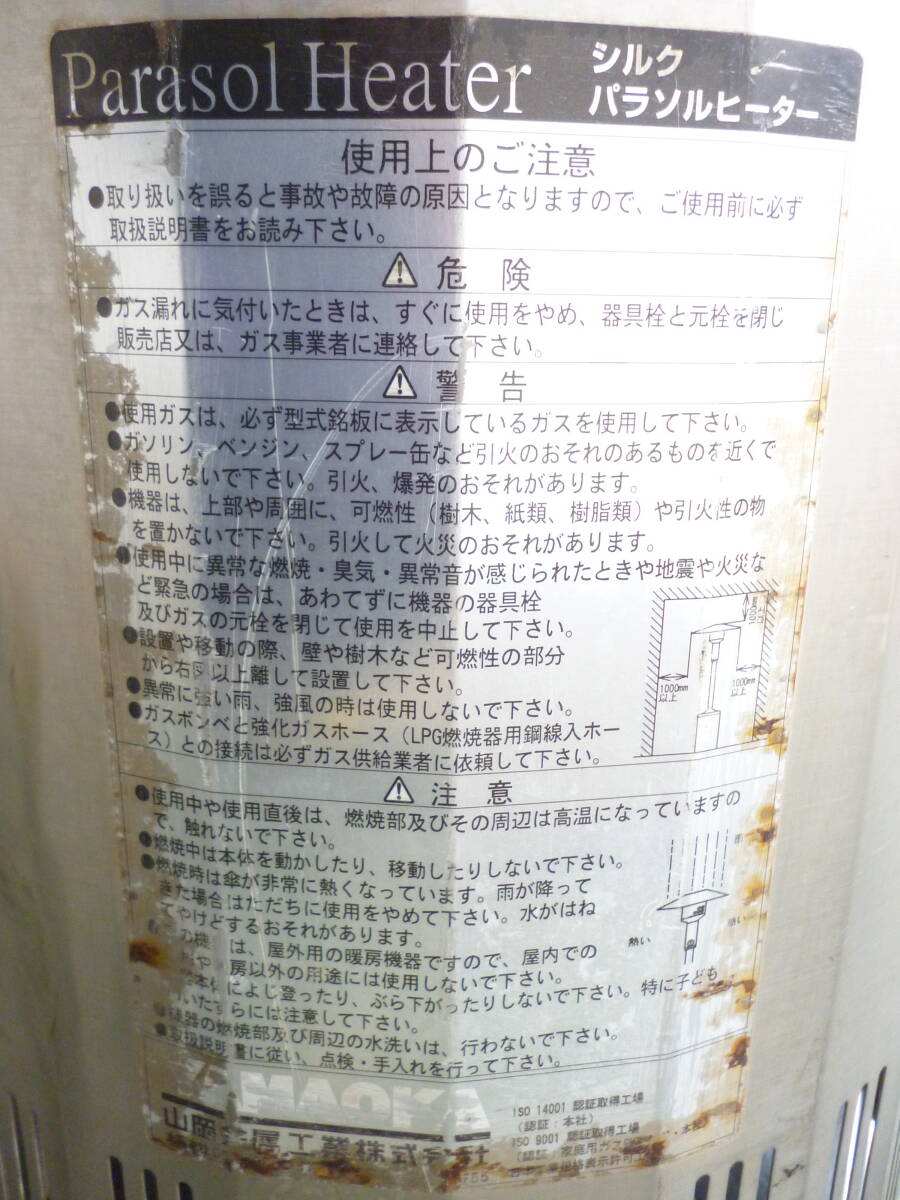 Parasol Heater
シルク
パラソルヒーター
使用上のご注意
●取り扱いを誤ると事故や故障の原因となりますので、ご使用前に必ず
取扱説明書をお読み下さい。
⚠ 危 険
●ガス漏れに気付いたときは、すぐに使用をやめ、器具栓と元栓を閉じ
販売店又は、ガス事業者に連絡して下さい。
⚠ 警 告
●使用ガスは、必ず型式銘板に表示しているガスを使用して下さい。
●ガソリン、ベンジン、スプレー缶など引火のおそれのあるものを近くで
使用しないで下さい。引火、爆発のおそれがあります。
●機器は、上部や周囲に、可燃性（樹木、紙類、樹脂類）や引火性の物
を置かないで下さい。引火して火災のおそれがあります。
●使用中に異常な燃焼・臭気・異常音が感じられたときや地震や火災な
ど緊急の場合は、あわてずに機器の器具栓
及びガスの元栓を閉じて使用を中止して下さい。
●設置や移動の際、壁や樹木など可燃性の部分
から右図以上離して設置して下さい。
●異常に強い雨、強風の時は使用しないで下さい。
●ガスボンベと強化ガスホース（LPG燃焼器用鋼線入ホー
ス）との接続は必ずガス供給業者に依頼して下さい。
1000mm
以上
1000mm
以上
⚠ 注 意
●使用中や使用直後は、燃焼部及びその周辺は高温になっていますの
で、触れないで下さい。
●燃焼中は本体を動かしたり、移動したりしないで下さい。
●燃焼時は傘が非常に熱くなっています。雨が降って
きた場合はただちに使用をやめて下さい。水がはね
てやけどするおそれがあります。
の機 は、屋外用の暖房機器ですので、屋内での
や 房以外の用途には使用しないで下さい。
本体によじ登ったり、ぶら下がったりしないで下さい。特に子ども
いたずらには注意して下さい。
●機器の燃焼部及び周辺の水洗いは、行わないで下さい。
●取扱説明書に従い、点検・手入れを行って下さい。
熱い
熱い
MAOKA
山岡金属工業株式会社
ISO 14001 認証取得工場
（認証：本社）
ISO 9001 認証取得工場